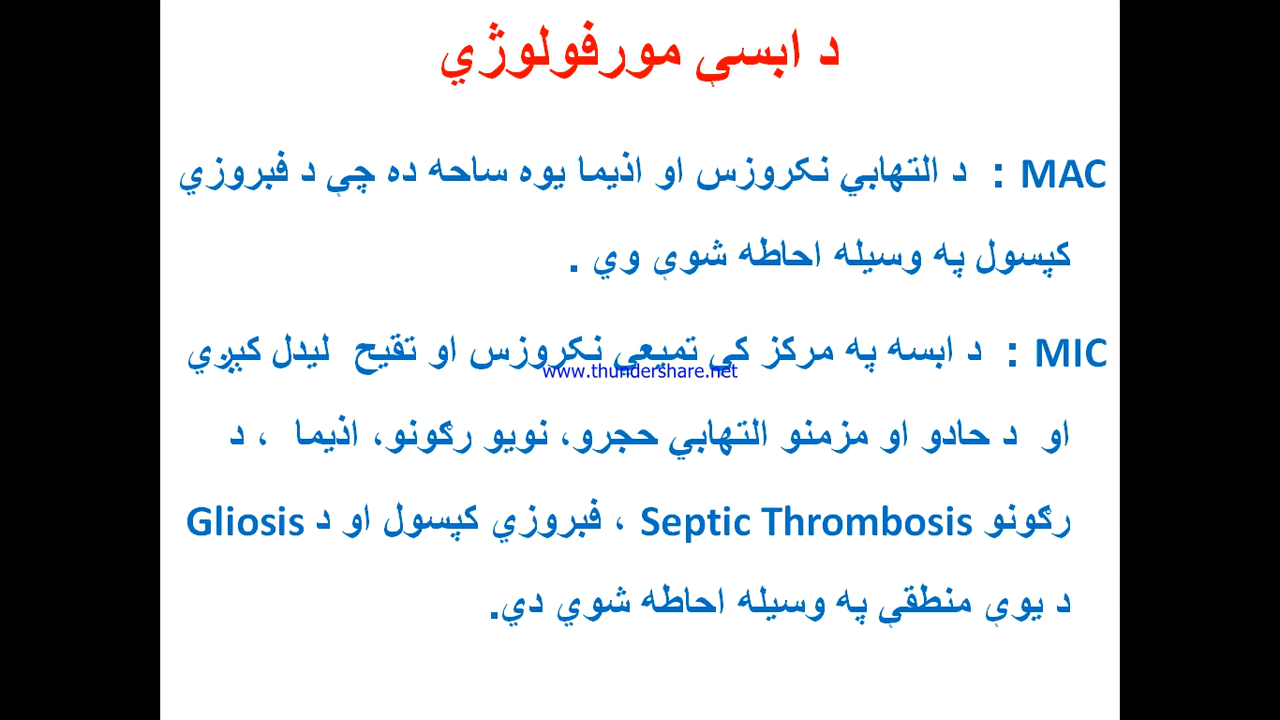 د ابسې مورفولوژي
MAC : د التهابي نکروزس او اذیما یوه ساحه ده چې د فبروزي
کپسول په وسیله احاطه شوې وي .
MIC : د ابسه په مرکز کې تمیعي نکروزس او تقیح لیدل کېږي
www.thundershare.net
او د حادو او مزمنو التهابي حجرو، نویو رګونو، اذیما ، د
رګونو Septic Thrombosis ، فبروزي کپسول او د Gliosis
د یوې منطقې په وسیله احاطه شوي دي.